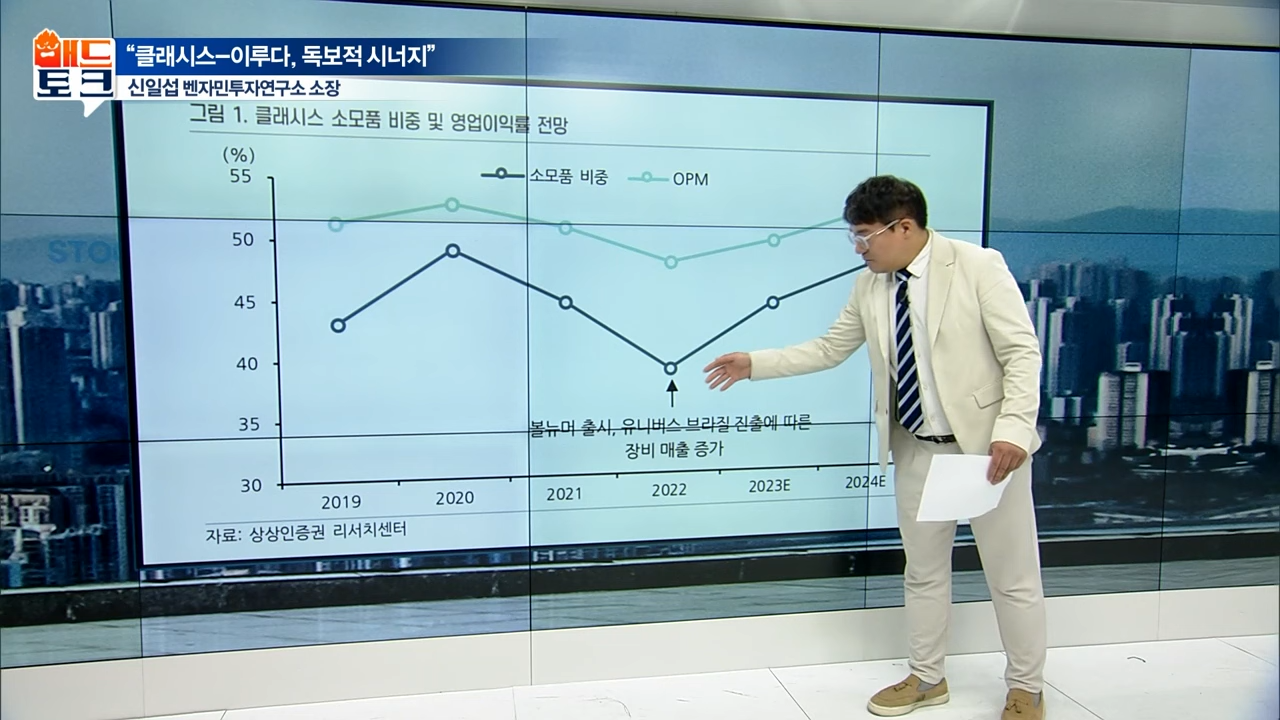 매드
토크
“클래시스-이루다, 독보적 시너지”
신일섭 벤자민투자연구소 소장
그림 1. 클래시스 소모품 비중 및 영업이익률 전망
(%)
소모품 비중
OPM
55
50
45
40
35
30
볼뉴머 출시, 유니버스 브라질 진출에 따른
장비 매출 증가
2019 2020 2021 2022 2023E 2024E
자료: 상상인증권 리서치센터